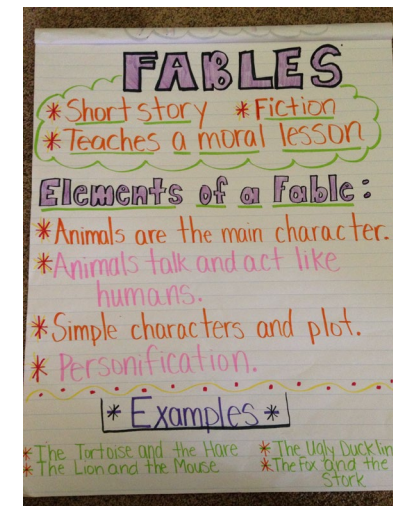 FABLES
*Short story *Fiction
*Teaches a moral lesson
Elements of a Fable:
*Animals are the main character.
*Animals talk and act like
humans.
*Simple characters and plot.
*Personification.
*Examples*
*The Tortoise and the Hare *The Ugly Ducklin
*The Lion and the Mouse *The Fox and the
Stork